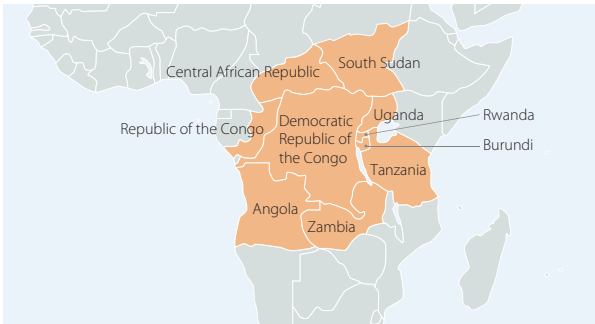 South Sudan
Central African Republic
Uganda
Rwanda
Democratic
Republic of
the Congo
Republic of the Congo
Burundi
Tanzania
Angola
Zambia